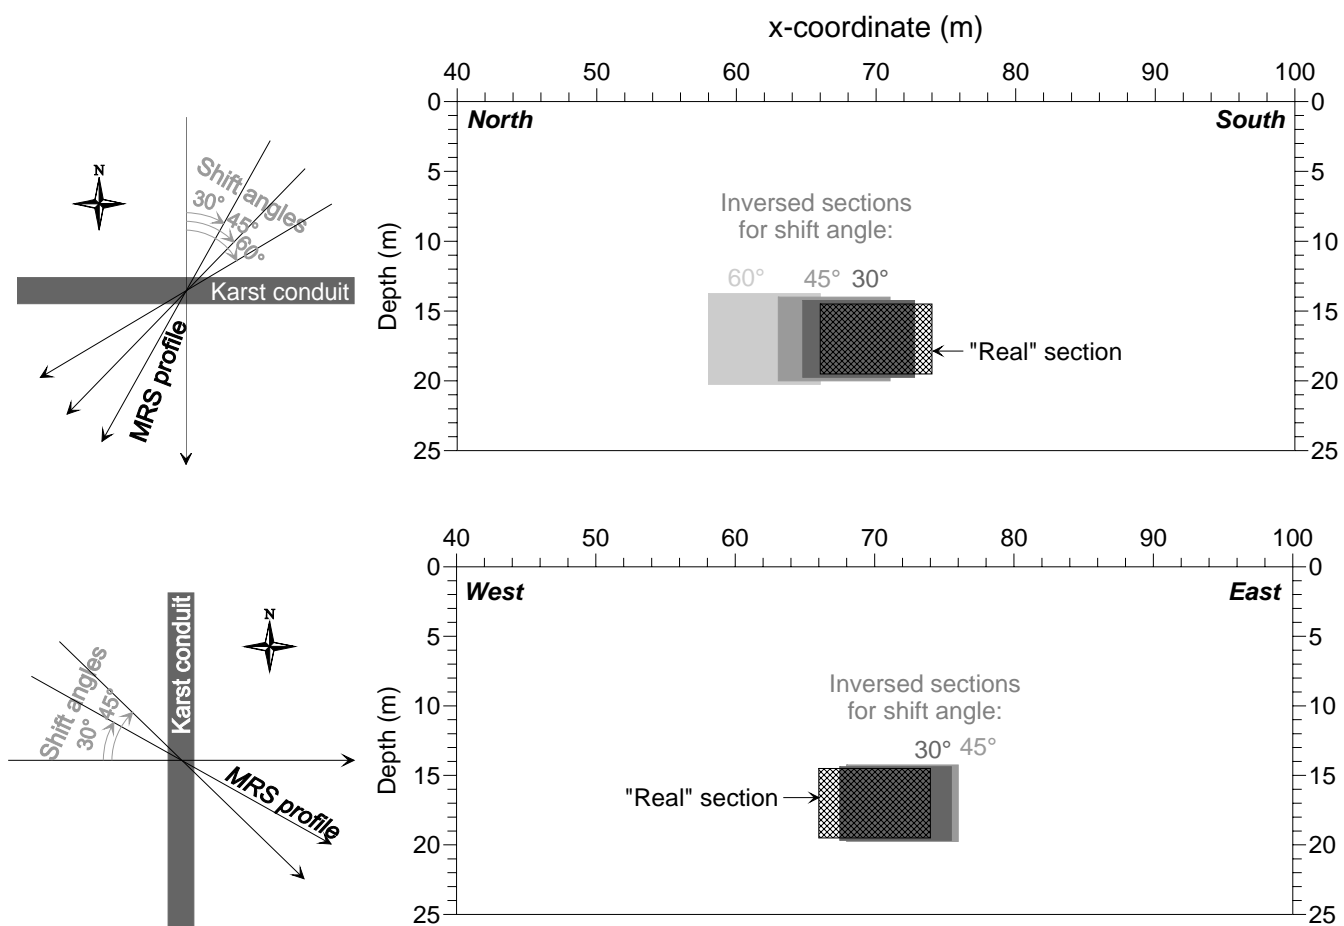 x-coordinate (m)
40 50 60 70 80 90 100
0 0
North South
5 5
10 10
15 15
20 20
25 25
Depth (m)
Inversed sections
for shift angle:
60° 45° 30°
"Real" section
N
Shift angles
30° 45° 60°
Karst conduit
MRS profile
40 50 60 70 80 90 100
0 0
West East
5 5
10 10
15 15
20 20
25 25
Depth (m)
Inversed sections
for shift angle:
30° 45°
"Real" section
N
Karst conduit
Shift angles
30° 45°
MRS profile